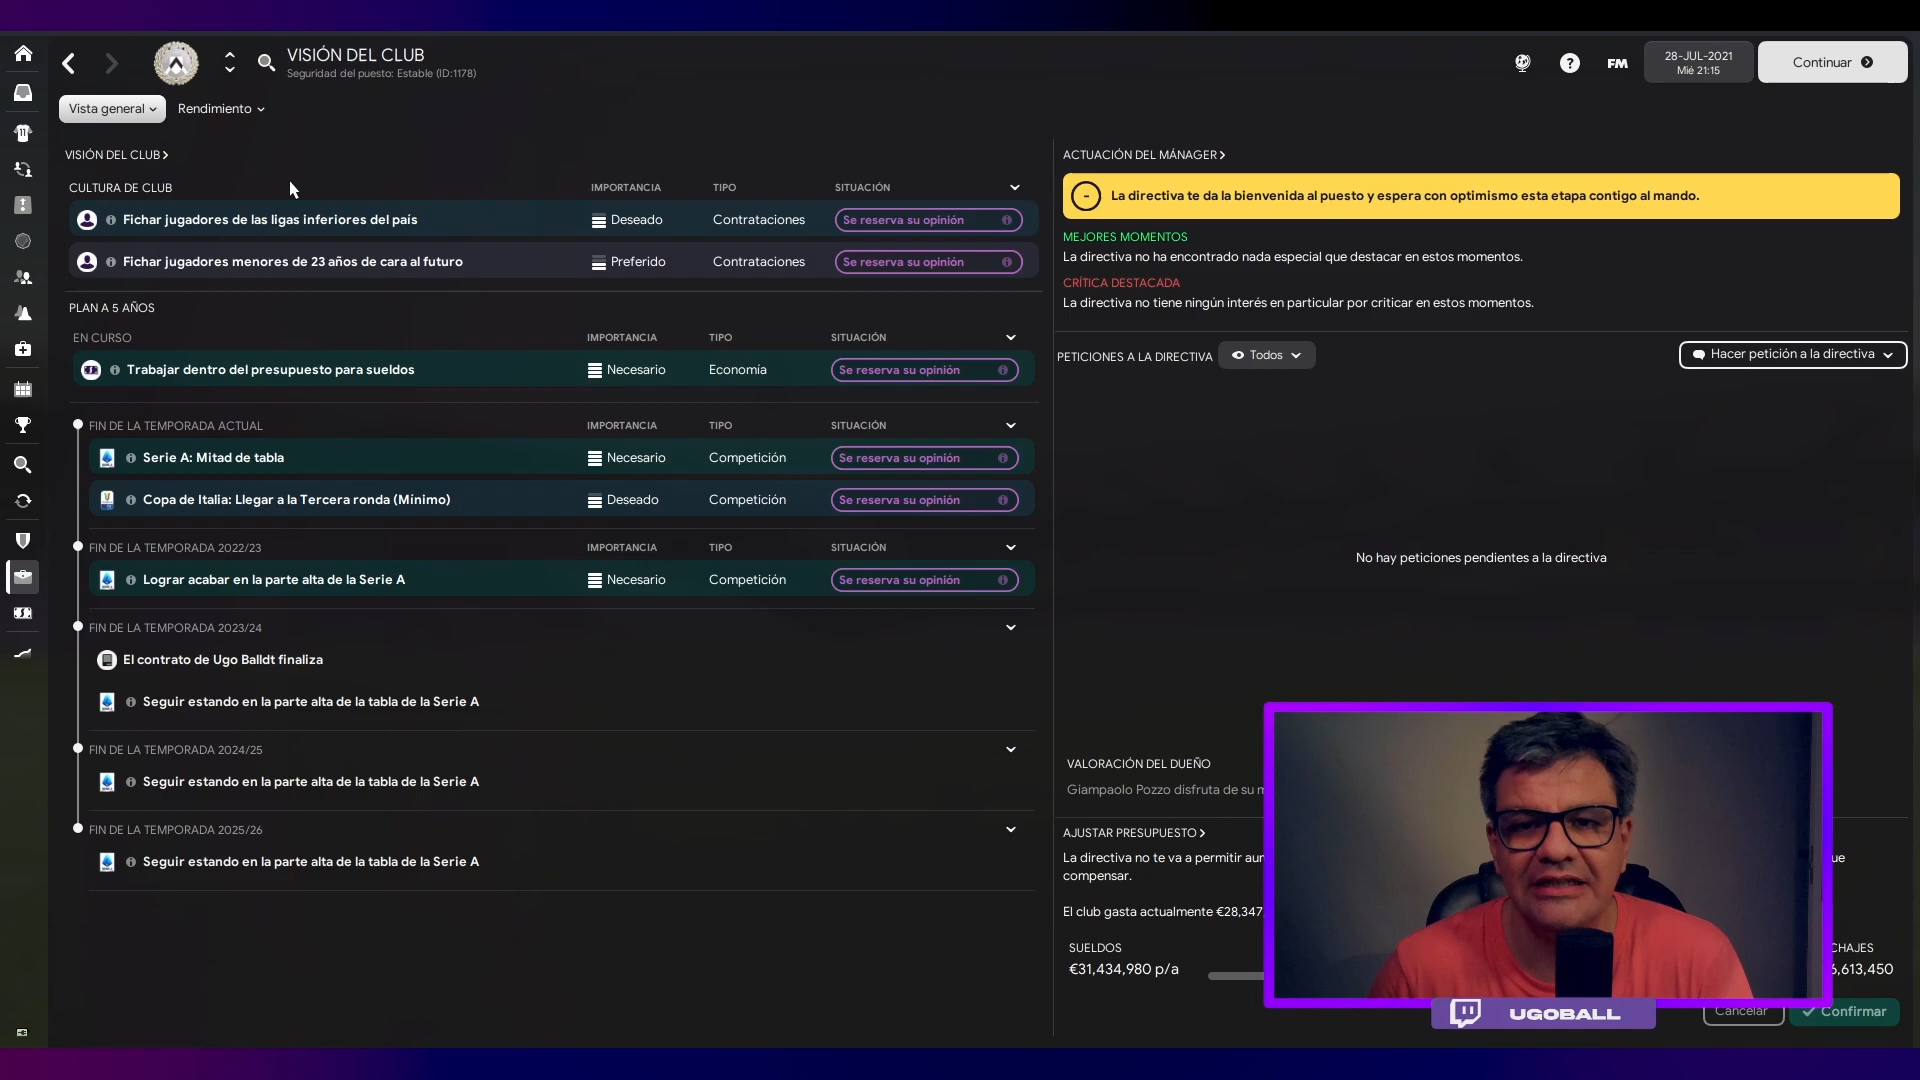 VISIÓN DEL CLUB
Seguridad del puesto: Estable (ID:1178)
FM
28-JUL-2021
Mié 21:15
Continuar
Vista general
Rendimiento
VISIÓN DEL CLUB
CULTURA DE CLUB IMPORTANCIA TIPO SITUACIÓN
Fichar jugadores de las ligas inferiores del país Deseado Contrataciones Se reserva su opinión
Fichar jugadores menores de 23 años de cara al futuro Preferido Contrataciones Se reserva su opinión
PLAN A 5 AÑOS
EN CURSO IMPORTANCIA TIPO SITUACIÓN
Trabajar dentro del presupuesto para sueldos Necesario Economía Se reserva su opinión
FIN DE LA TEMPORADA ACTUAL IMPORTANCIA TIPO SITUACIÓN
Serie A: Mitad de tabla Necesario Competición Se reserva su opinión
Copa de Italia: Llegar a la Tercera ronda (Mínimo) Deseado Competición Se reserva su opinión
FIN DE LA TEMPORADA 2022/23 IMPORTANCIA TIPO SITUACIÓN
Lograr acabar en la parte alta de la Serie A Necesario Competición Se reserva su opinión
FIN DE LA TEMPORADA 2023/24
El contrato de Ugo Balldt finaliza
Seguir estando en la parte alta de la tabla de la Serie A
FIN DE LA TEMPORADA 2024/25
Seguir estando en la parte alta de la tabla de la Serie A
FIN DE LA TEMPORADA 2025/26
Seguir estando en la parte alta de la tabla de la Serie A
ACTUACIÓN DEL MÁNAGER
La directiva te da la bienvenida al puesto y espera con optimismo esta etapa contigo al mando.
MEJORES MOMENTOS
La directiva no ha encontrado nada especial que destacar en estos momentos.
CRÍTICA DESTACADA
La directiva no tiene ningún interés en particular por criticar en estos momentos.
PETICIONES A LA DIRECTIVA Todos Hacer petición a la directiva
No hay peticiones pendientes a la directiva
VALORACIÓN DEL DUEÑO
Giampaolo Pozzo disfruta de su
AJUSTAR PRESUPUESTO
La directiva no te va a permitir
compensar.
El club gasta actualmente €28,347
SUELDOS
€31,434,980 p/a
CHAJES
6,613,450
Cancelar
Confirmar
UGOBALL